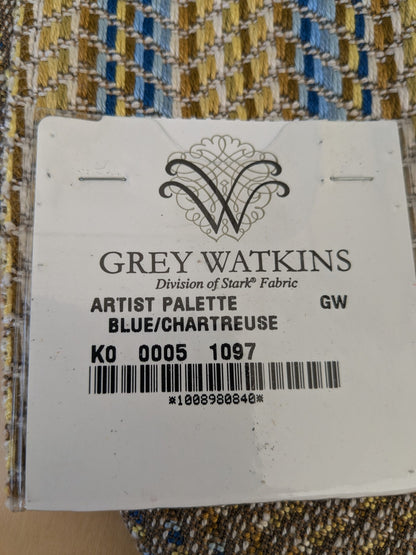 GREY WATKINS
Division of Stark® Fabric
ARTIST PALETTE GW
BLUE/CHARTREUSE
K0 0005 1097
*1008980840*